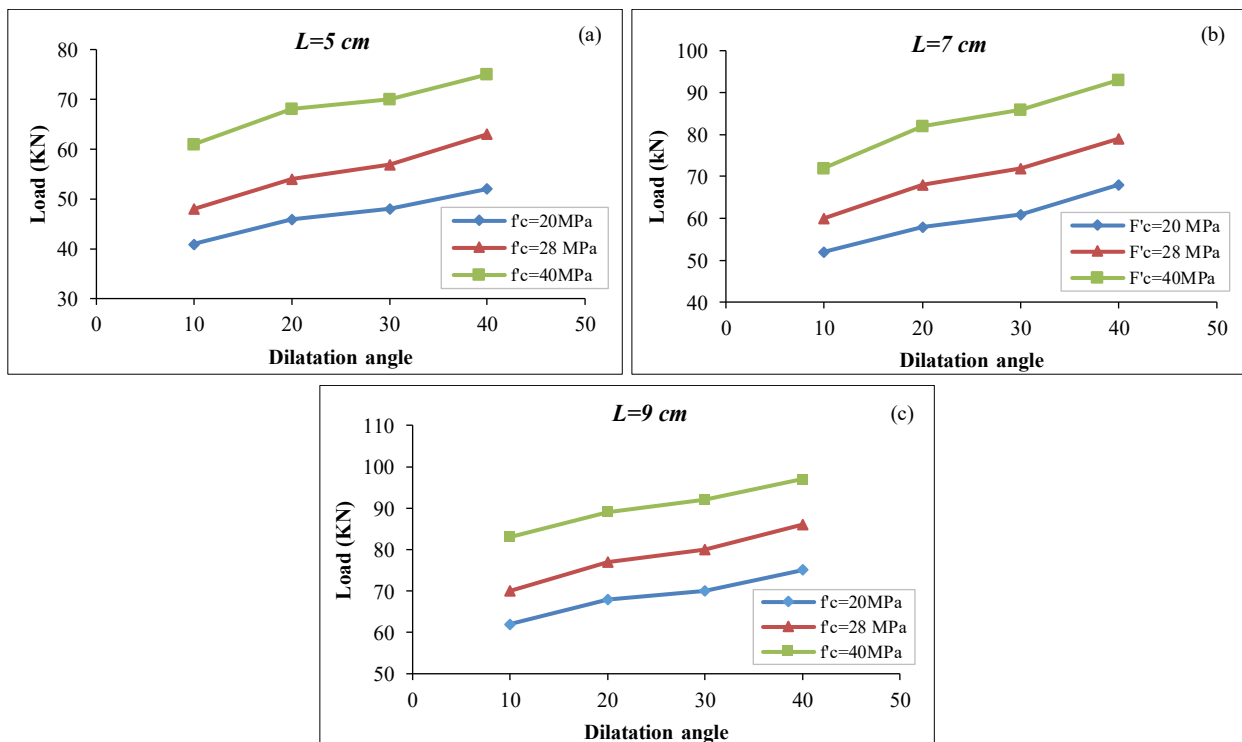 L=5 cm
(a)
80
70
60
50
40
30
Load (KN)
f'c=20MPa
f'c=28 MPa
f'c=40MPa
0 10 20 30 40 50
Dilatation angle
L=7 cm
(b)
100
90
80
70
60
50
40
Load (kN)
F'c=20 MPa
F'c=28 MPa
F'c=40MPa
0 10 20 30 40 50
Dilatation angle
L=9 cm
(c)
110
100
90
80
70
60
50
Load (KN)
f'c=20MPa
f'c=28 MPa
f'c=40MPa
0 10 20 30 40 50
Dilatation angle